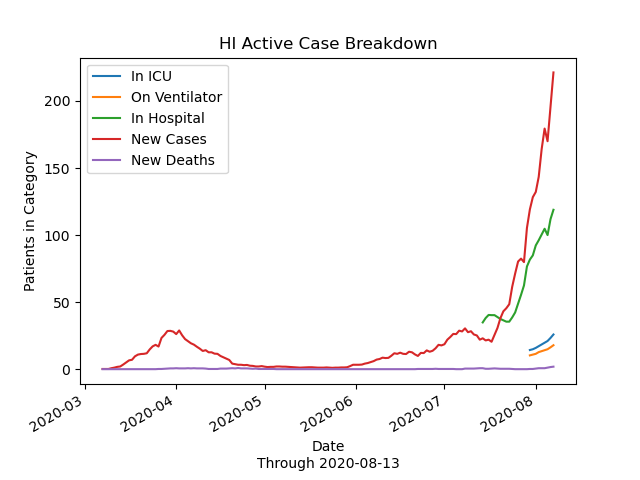 HI Active Case Breakdown
In ICU
On Ventilator
In Hospital
New Cases
New Deaths
Patients in Category
200
150
100
50
0
2020-03
2020-04
2020-05
2020-06
2020-07
2020-08
Date
Through 2020-08-13